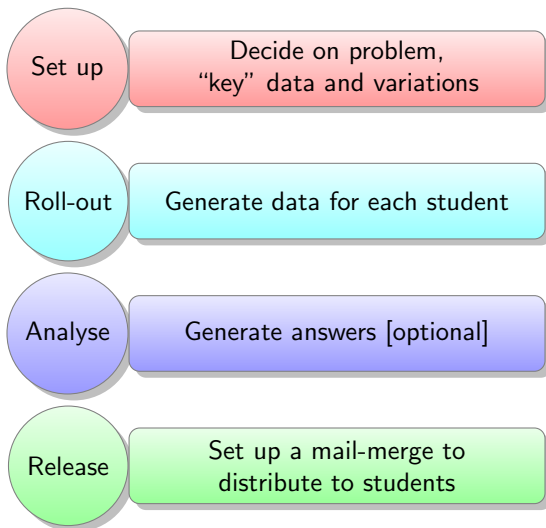 Set up
Decide on problem,
“key” data and variations
Roll-out
Generate data for each student
Analyse
Generate answers [optional]
Release
Set up a mail-merge to
distribute to students